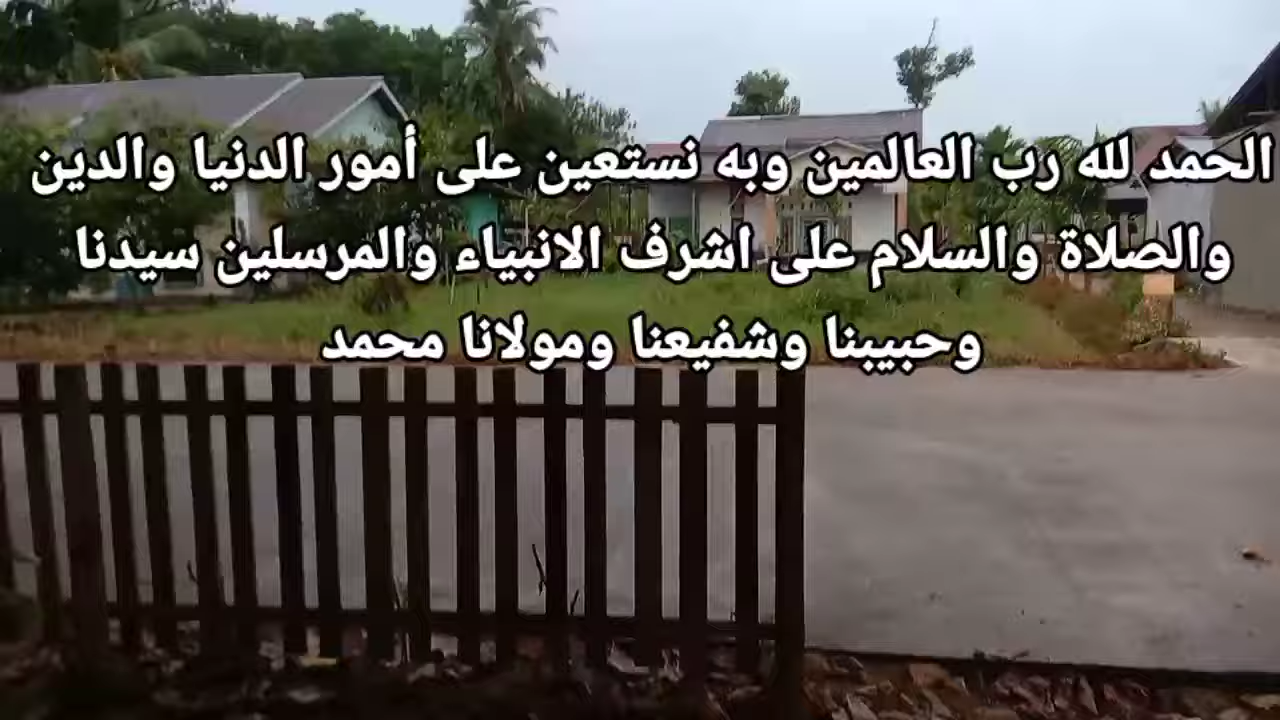 الحمد لله رب العالمين وبه نستعين على أمور الدنيا والدين
والصلاة والسلام على اشرف الانبياء والمرسلين سيدنا
وحبيبنا وشفيعنا ومولانا محمد